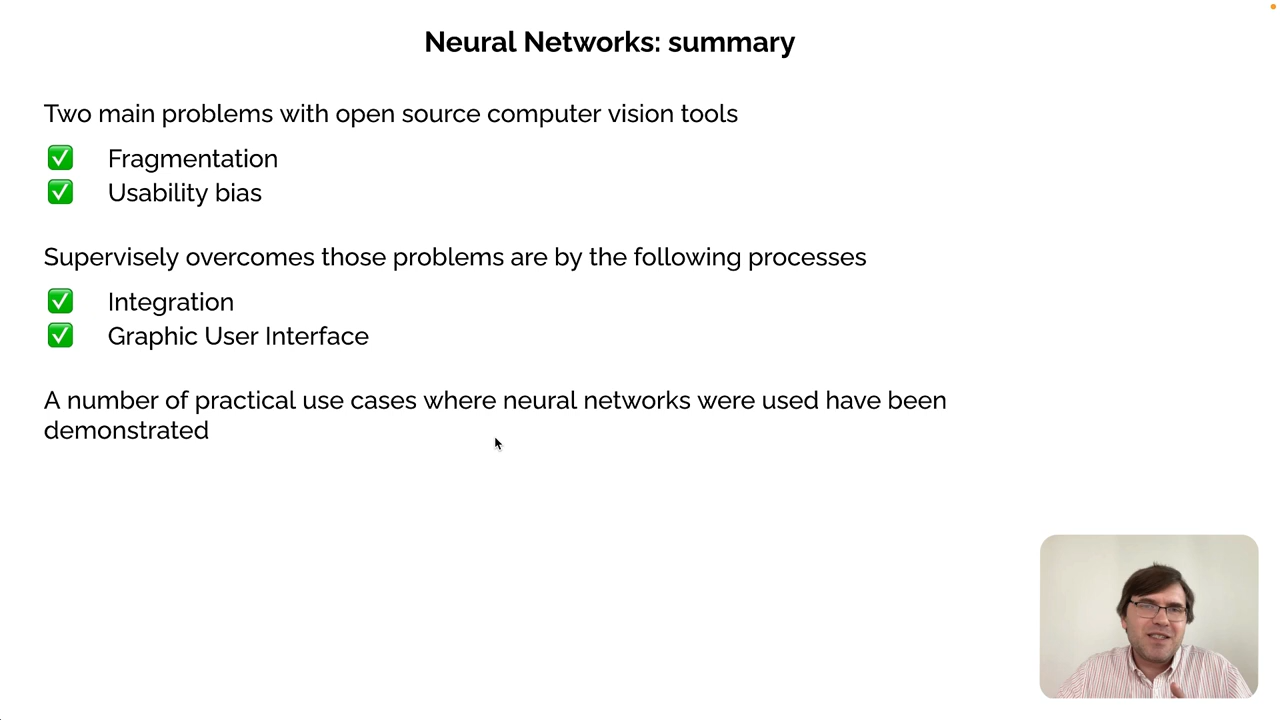 Neural Networks: summary
Two main problems with open source computer vision tools
Fragmentation
Usability bias
Supervisely overcomes those problems are by the following processes
Integration
Graphic User Interface
A number of practical use cases where neural networks were used have been
demonstrated